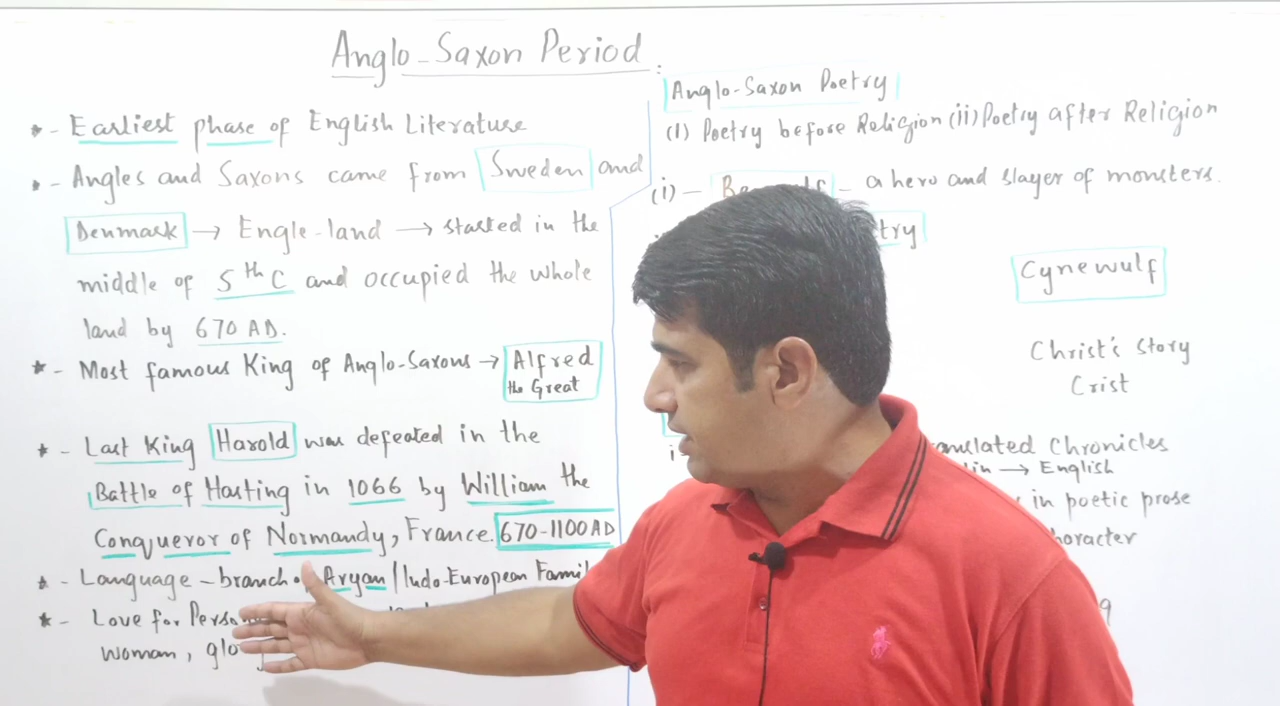 Anglo-Saxon Period:
* - Earliest phase of English Literature
* - Angles and Saxons came from Sweden and
Denmark → Engle-land → started in the
middle of 5th C and occupied the whole
land by 670 AD.
* - Most famous King of Anglo-Saxons → Alfred
the Great
* - Last King Harold was defeated in the
Battle of Hasting in 1066 by William the
Conqueror of Normandy, France. 670-1100 AD
* - Language - branch Aryan / Indo-European
* - Love for
woman,
Anglo-Saxon Poetry
(i) Poetry before Religion (ii) Poetry after Religion
(i) - - a hero and slayer of monsters.
Cynewulf
Christ's Story
Crist
Chronicles
→ English
in poetic prose